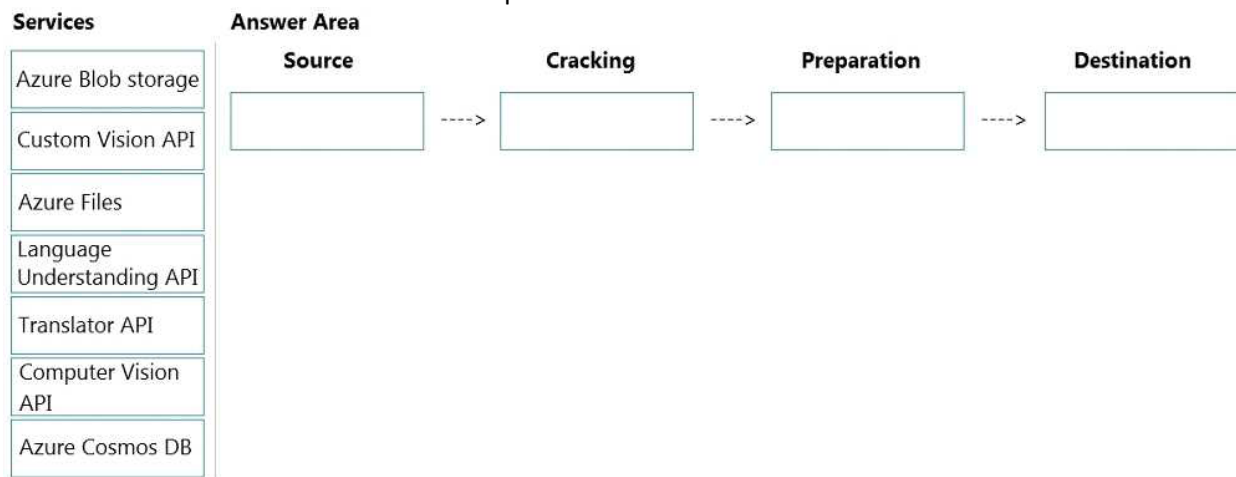 Services
Answer Area
Azure Blob storage
Custom Vision API
Azure Files
Language
Understanding API
Translator API
Computer Vision
API
Azure Cosmos DB
Source
Cracking
Preparation
Destination
---->
---->
---->